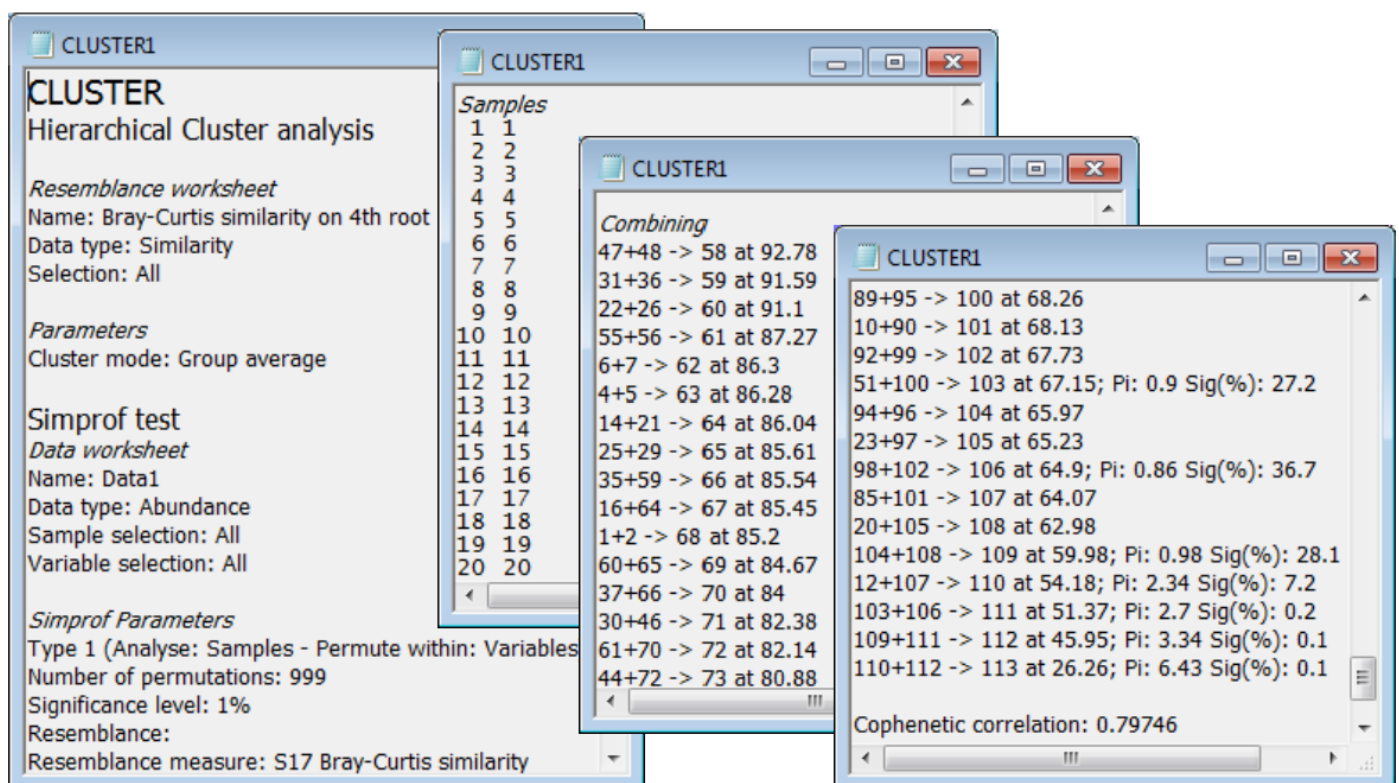 CLUSTER1
CLUSTER
Hierarchical Cluster analysis
Resemblance worksheet
Name: Bray-Curtis similarity on 4th root
Data type: Similarity
Selection: All
Parameters
Cluster mode: Group average
Simprof test
Data worksheet
Name: Data1
Data type: Abundance
Sample selection: All
Variable selection: All
Simprof Parameters
Type 1 (Analyse: Samples - Permute within: Variables
Number of permutations: 999
Significance level: 1%
Resemblance:
Resemblance measure: S17 Bray-Curtis similarity
CLUSTER1
Samples
1 1
2 2
3 3
4 4
5 5
6 6
7 7
8 8
9 9
10 10
11 11
12 12
13 13
14 14
15 15
16 16
17 17
18 18
19 19
20 20
CLUSTER1
Combining
47+48 -> 58 at 92.78
31+36 -> 59 at 91.59
22+26 -> 60 at 91.1
55+56 -> 61 at 87.27
6+7 -> 62 at 86.3
4+5 -> 63 at 86.28
14+21 -> 64 at 86.04
25+29 -> 65 at 85.61
35+59 -> 66 at 85.54
16+64 -> 67 at 85.45
1+2 -> 68 at 85.2
60+65 -> 69 at 84.67
37+66 -> 70 at 84
30+46 -> 71 at 82.38
61+70 -> 72 at 82.14
44+72 -> 73 at 80.88
CLUSTER1
89+95 -> 100 at 68.26
10+90 -> 101 at 68.13
92+99 -> 102 at 67.73
51+100 -> 103 at 67.15; Pi: 0.9 Sig(%): 27.2
94+96 -> 104 at 65.97
23+97 -> 105 at 65.23
98+102 -> 106 at 64.9; Pi: 0.86 Sig(%): 36.7
85+101 -> 107 at 64.07
20+105 -> 108 at 62.98
104+108 -> 109 at 59.98; Pi: 0.98 Sig(%): 28.1
12+107 -> 110 at 54.18; Pi: 2.34 Sig(%): 7.2
103+106 -> 111 at 51.37; Pi: 2.7 Sig(%): 0.2
109+111 -> 112 at 45.95; Pi: 3.34 Sig(%): 0.1
110+112 -> 113 at 26.26; Pi: 6.43 Sig(%): 0.1
Cophenetic correlation: 0.79746